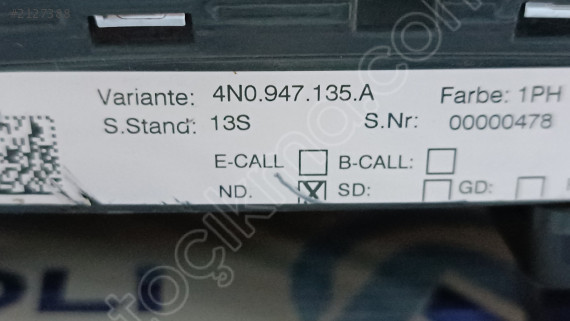 Variante: 4N0.947.135.A Farbe: 1PH
S.Stand: 13S S.Nr: 00000478
E-CALL B-CALL:
ND. SD: GD: